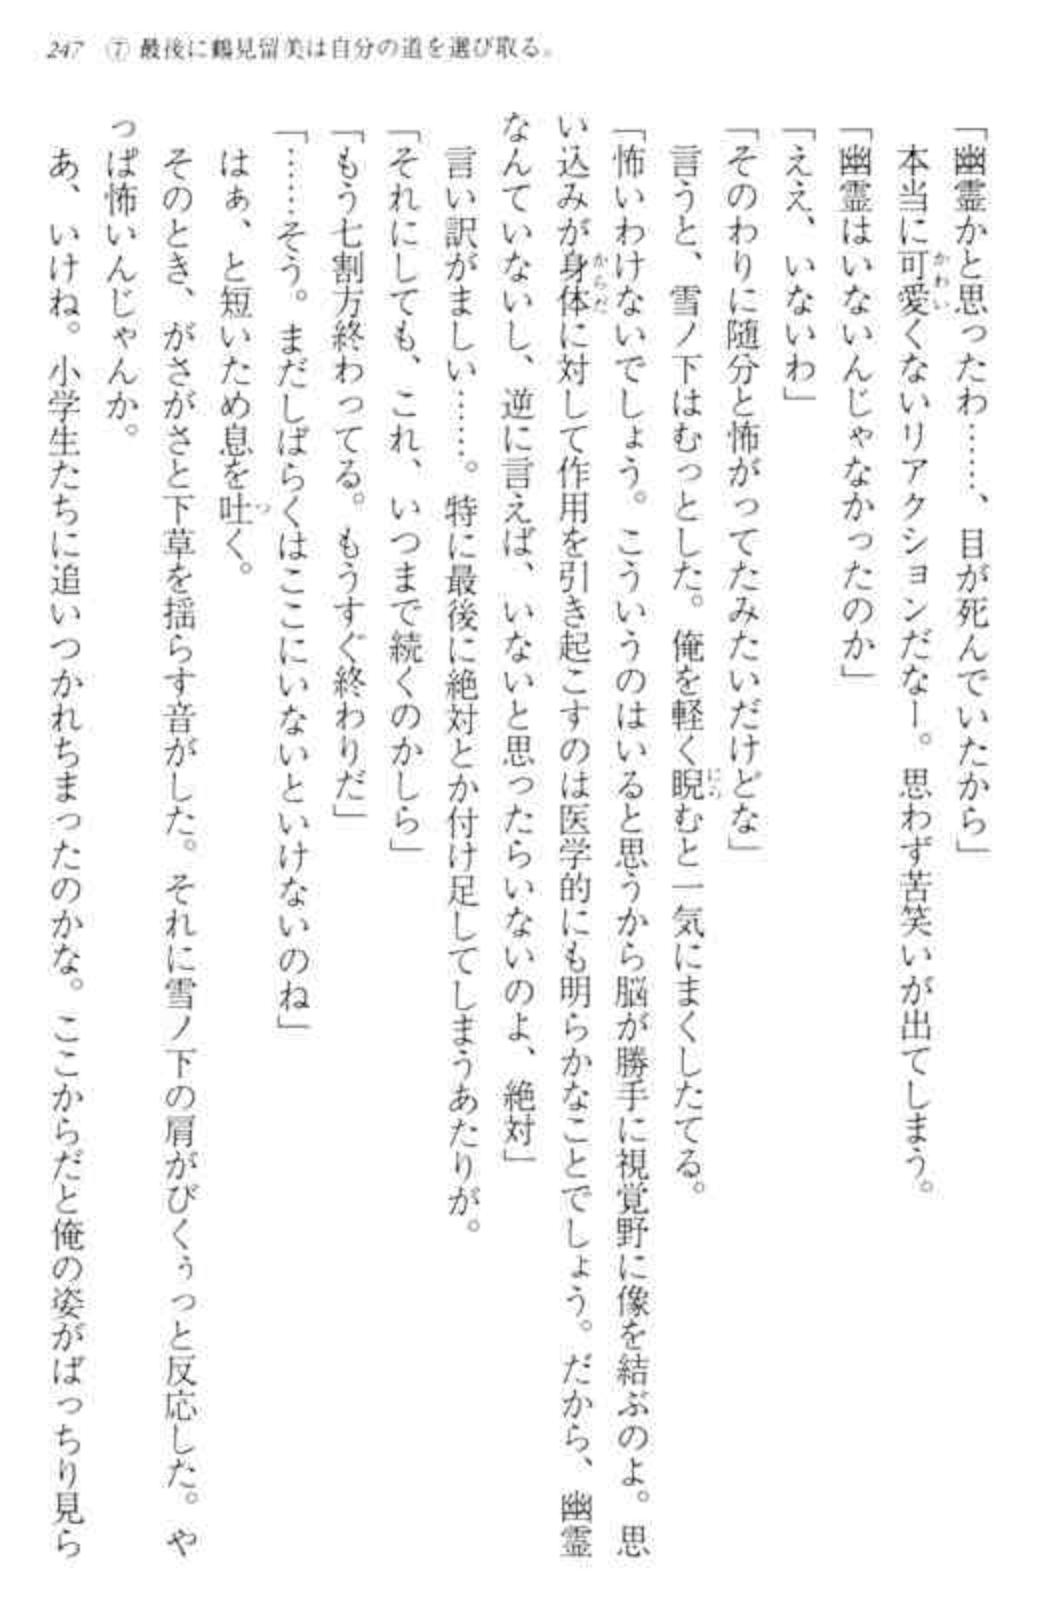 247　⑦ 最後に鶴見留美は自分の道を選び取る。
「幽霊かと思ったわ……、目が死んでいたから」
本当に可愛くないリアクションだなー。思わず苦笑いが出てしまう。
「幽霊はいないんじゃなかったのか」
「ええ、いないわ」
「そのわりに随分と怖がってたみたいだけどな」
言うと、雪ノ下はむっとした。俺を軽く睨むと一気にまくしたてる。
「怖いわけないでしょう。こういうのはいると思うから脳が勝手に視覚野に像を結ぶのよ。思
い込みが身体に対して作用を引き起こすのは医学的にも明らかなことでしょう。だから、幽霊
なんていないし、逆に言えば、いないと思ったらいないのよ、絶対」
言い訳がましい……。特に最後に絶対とか付け足してしまうあたりが。
「それにしても、これ、いつまで続くのかしら」
「もう七割方終わってる。もうすぐ終わりだ」
「……そう。まだしばらくはここにいないといけないのね」
はぁ、と短いため息を吐く。
そのとき、がさがさと下草を揺らす音がした。それに雪ノ下の肩がびくぅっと反応した。や
っぱ怖いんじゃんか。
あ、いけね。小学生たちに追いつかれちまったのかな。ここからだと俺の姿がばっちり見ら